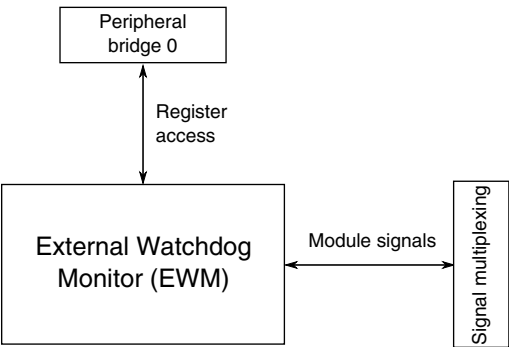 Peripheral
bridge 0
Register
access
External Watchdog
Monitor (EWM)
Module signals
Signal multiplexing